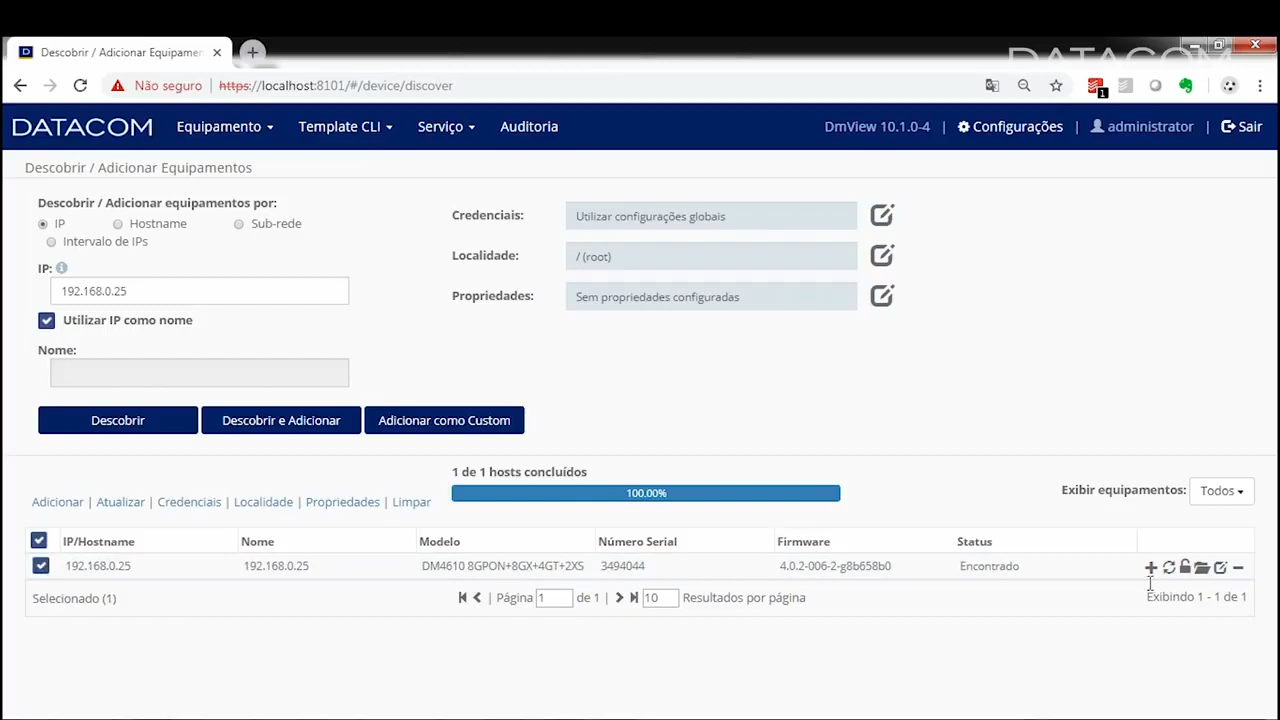 DATACOM
Descobrir / Adicionar Equipamen
Não seguro https://localhost:8101/#/device/discover
1
DATACOM Equipamento Template CLI Serviço Auditoria DmView 10.1.0-4 | Configurações | administrator | Sair
Descobrir / Adicionar Equipamentos
Descobrir / Adicionar equipamentos por:
IP Hostname Sub-rede
Intervalo de IPs
IP:
192.168.0.25
Utilizar IP como nome
Nome:
Credenciais: Utilizar configurações globais
Localidade: / (root)
Propriedades: Sem propriedades configuradas
Descobrir Descobrir e Adicionar Adicionar como Custom
1 de 1 hosts concluídos
100.00%
Adicionar | Atualizar | Credenciais | Localidade | Propriedades | Limpar
Exibir equipamentos: Todos
IP/Hostname Nome Modelo Número Serial Firmware Status
192.168.0.25 192.168.0.25 DM4610 8GPON+8GX+4GT+2XS 3494044 4.0.2-006-2-g8b658b0 Encontrado
Selecionado (1) | Página 1 de 1 | 10 Resultados por página Exibindo 1 - 1 de 1